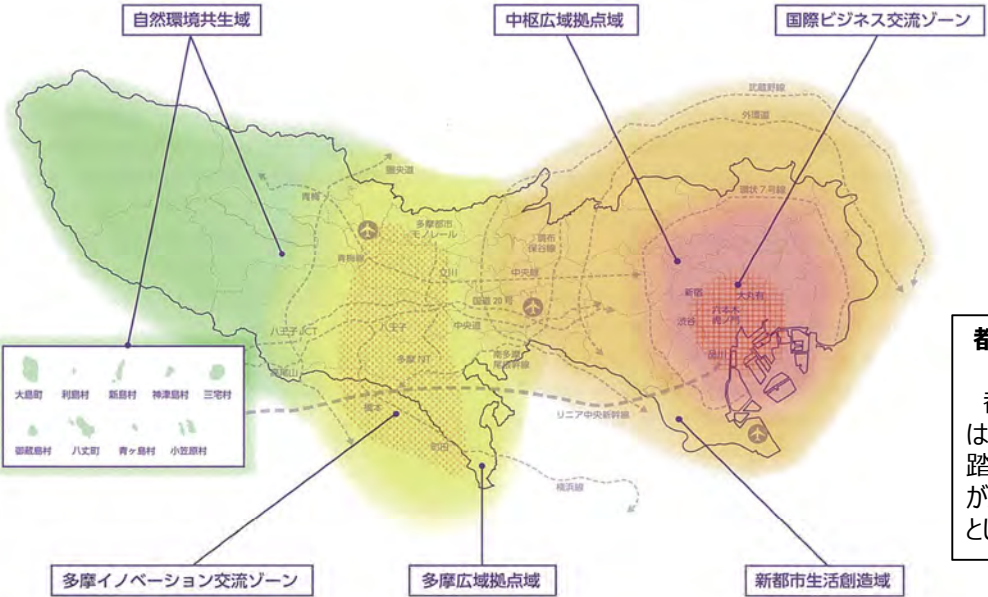 自然環境共生域
中枢広域拠点域
国際ビジネス交流ゾーン
武蔵野線
外環道
環状7号線
圏央道
青梅
多摩都市
モノレール
調布
保谷線
青梅線
立川
中央線
新宿
大丸有
国道20号
六本木
虎ノ門
渋谷
八王子JCT
八王子
中央道
品川
多摩NT
南多摩
尾根幹線
高尾山
橋本
リニア中央新幹線
町田
横浜線
大島町
利島村
新島村
神津島村
三宅村
御蔵島村
八丈町
青ヶ島村
小笠原村
多摩イノベーション交流ゾーン
多摩広域拠点域
新都市生活創造域
都
は
踏
が
とし